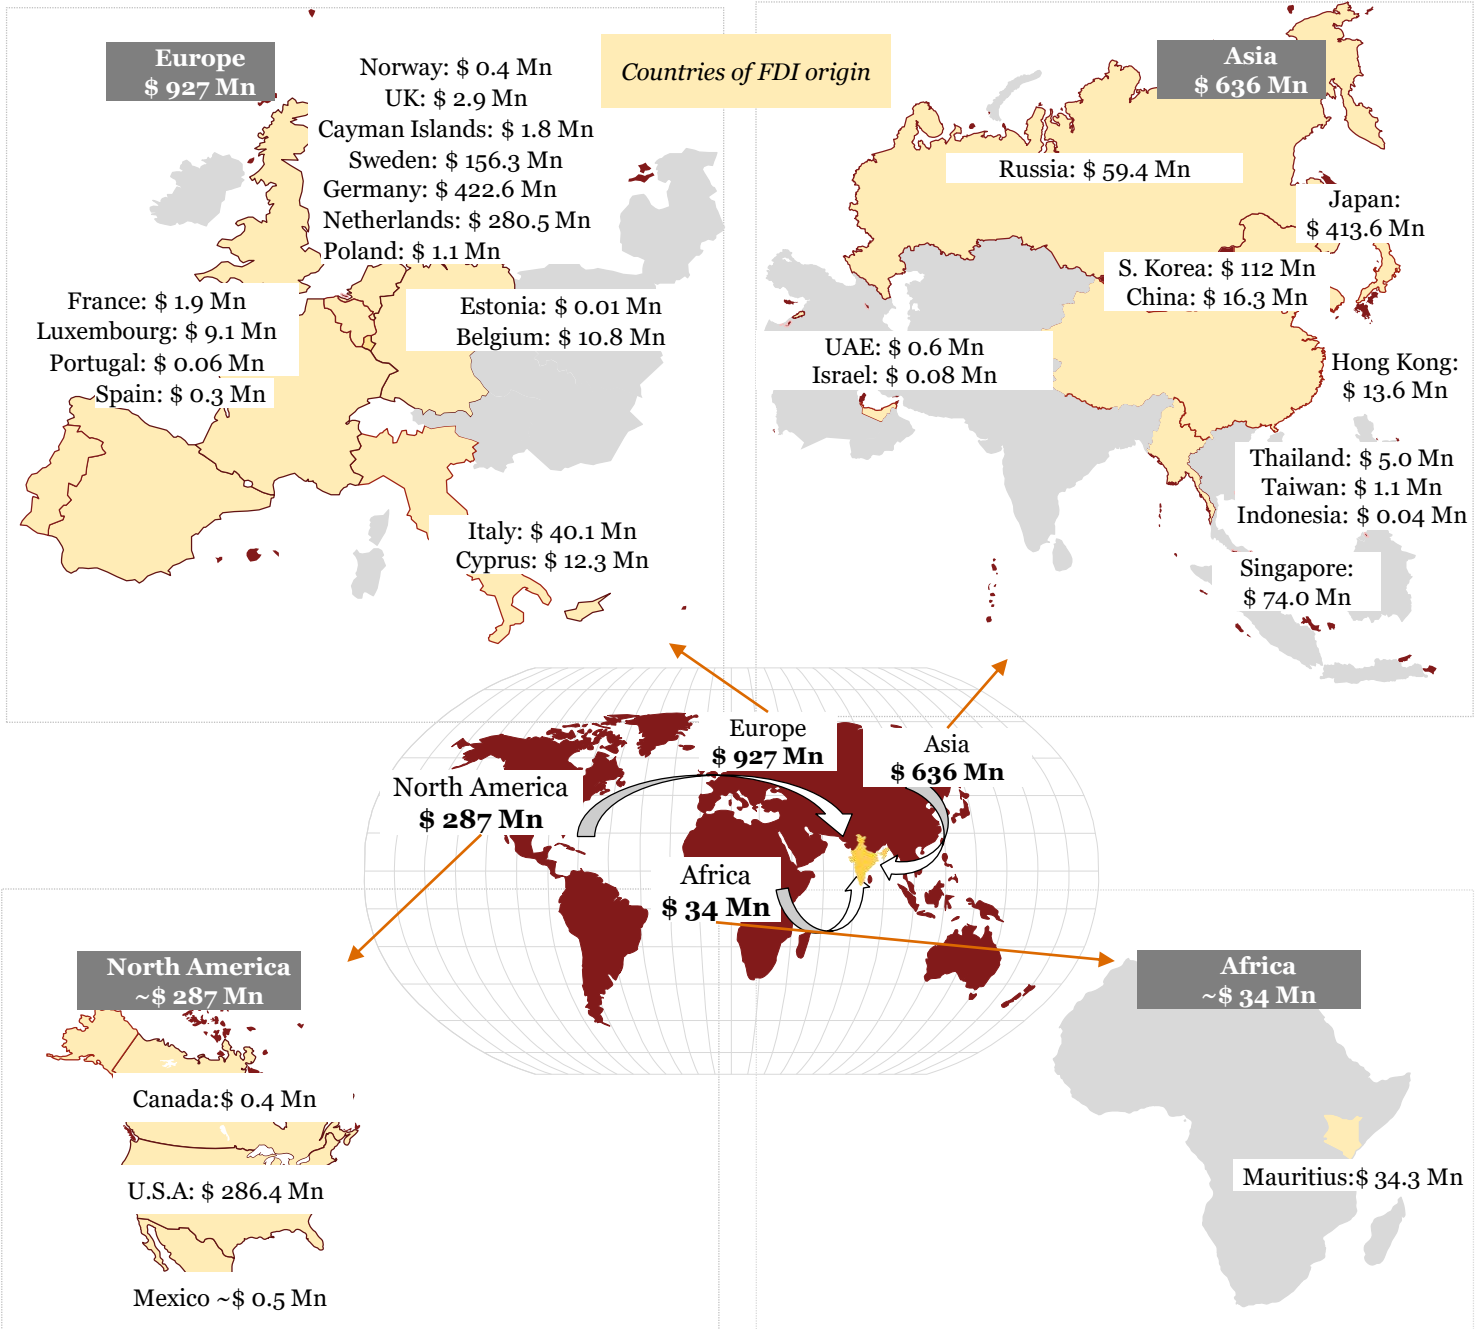 Europe
$ 927 Mn
Norway: $ 0.4 Mn
UK: $ 2.9 Mn
Cayman Islands: $ 1.8 Mn
Sweden: $ 156.3 Mn
Germany: $ 422.6 Mn
Netherlands: $ 280.5 Mn
Poland: $ 1.1 Mn
France: $ 1.9 Mn
Luxembourg: $ 9.1 Mn
Portugal: $ 0.06 Mn
Spain: $ 0.3 Mn
Estonia: $ 0.01 Mn
Belgium: $ 10.8 Mn
Italy: $ 40.1 Mn
Cyprus: $ 12.3 Mn
Countries of FDI origin
Asia
$ 636 Mn
Russia: $ 59.4 Mn
Japan:
$ 413.6 Mn
S. Korea: $ 112 Mn
China: $ 16.3 Mn
UAE: $ 0.6 Mn
Israel: $ 0.08 Mn
Hong Kong:
$ 13.6 Mn
Thailand: $ 5.0 Mn
Taiwan: $ 1.1 Mn
Indonesia: $ 0.04 Mn
Singapore:
$ 74.0 Mn
Europe
$ 927 Mn
Asia
$ 636 Mn
North America
$ 287 Mn
Africa
$ 34 Mn
North America
~$ 287 Mn
Canada:$ 0.4 Mn
U.S.A: $ 286.4 Mn
Mexico ~$ 0.5 Mn
Africa
~$ 34 Mn
Mauritius:$ 34.3 Mn